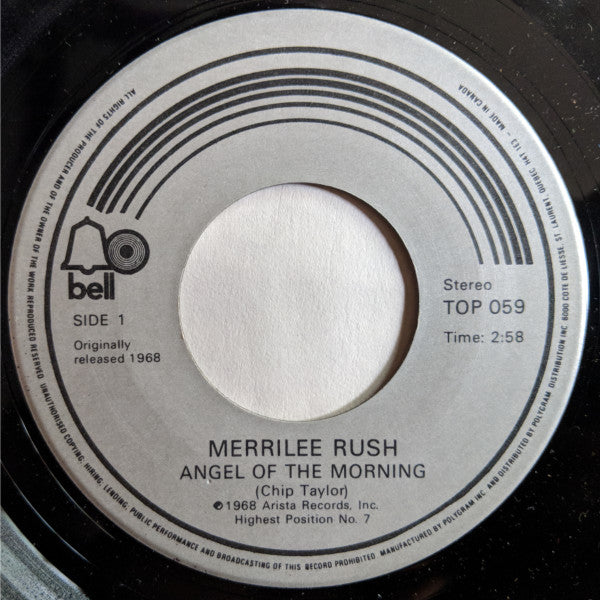 bell
SIDE 1
Originally
released 1968
Stereo
TOP 059
Time: 2:58
MERRILEE RUSH
ANGEL OF THE MORNING
(Chip Taylor)
℗1968 Arista Records, Inc.
Highest Position No. 7
ALL RIGHTS OF THE PRODUCER AND OF THE OWNER OF THE WORK REPRODUCED RESERVED. UNAUTHORISED COPYING, HIRING, LENDING, PUBLIC PERFORMANCE AND BROADCASTING OF THIS RECORD PROHIBITED. MANUFACTURED BY POLYGRAM INC. AND DISTRIBUTED BY POLYGRAM DISTRIBUTION INC. 6000 COTE DE LIESSE, ST. LAURENT, QUEBEC H4T 1E3 – MADE IN CANADA